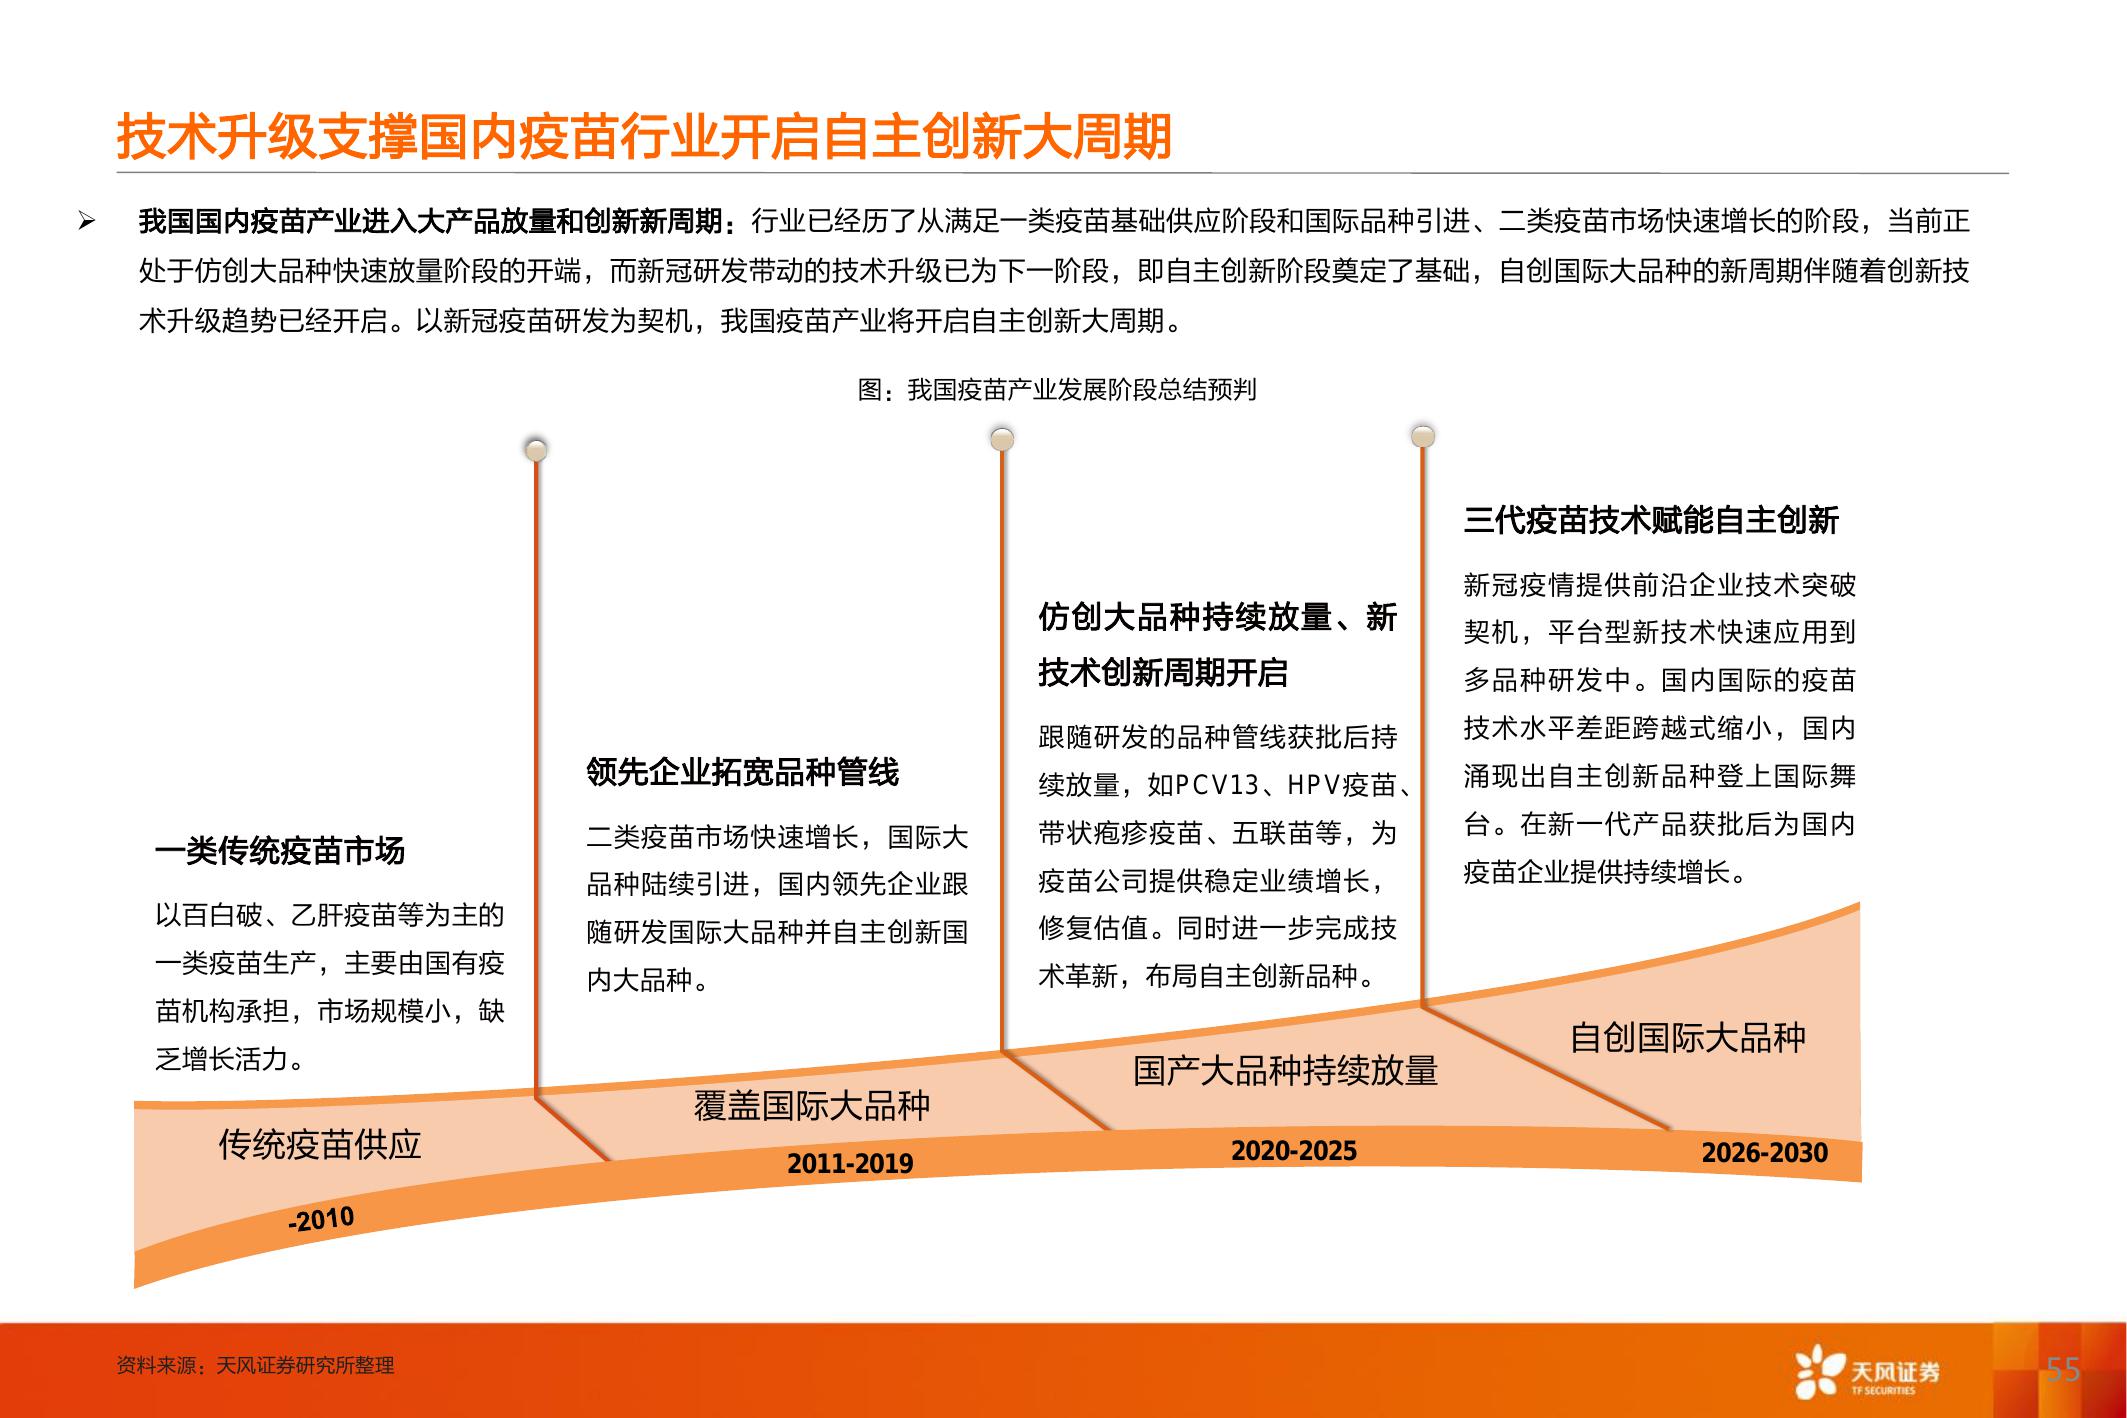 技术升级支撑国内疫苗行业开启自主创新大周期
➢ 我国国内疫苗产业进入大产品放量和创新新周期：行业已经历了从满足一类疫苗基础供应阶段和国际品种引进、二类疫苗市场快速增长的阶段，当前正
处于仿创大品种快速放量阶段的开端，而新冠研发带动的技术升级已为下一阶段，即自主创新阶段奠定了基础，自创国际大品种的新周期伴随着创新技
术升级趋势已经开启。以新冠疫苗研发为契机，我国疫苗产业将开启自主创新大周期。
图：我国疫苗产业发展阶段总结预判
一类传统疫苗市场
以百白破、乙肝疫苗等为主的
一类疫苗生产，主要由国有疫
苗机构承担，市场规模小，缺
乏增长活力。
领先企业拓宽品种管线
二类疫苗市场快速增长，国际大
品种陆续引进，国内领先企业跟
随研发国际大品种并自主创新国
内大品种。
仿创大品种持续放量、新
技术创新周期开启
跟随研发的品种管线获批后持
续放量，如PCV13、HPV疫苗、
带状疱疹疫苗、五联苗等，为
疫苗公司提供稳定业绩增长，
修复估值。同时进一步完成技
术革新，布局自主创新品种。
三代疫苗技术赋能自主创新
新冠疫情提供前沿企业技术突破
契机，平台型新技术快速应用到
多品种研发中。国内国际的疫苗
技术水平差距跨越式缩小，国内
涌现出自主创新品种登上国际舞
台。在新一代产品获批后为国内
疫苗企业提供持续增长。
传统疫苗供应
覆盖国际大品种
国产大品种持续放量
自创国际大品种
-2010
2011-2019
2020-2025
2026-2030
资料来源：天风证券研究所整理
天风证券
TF SECURITIES
55